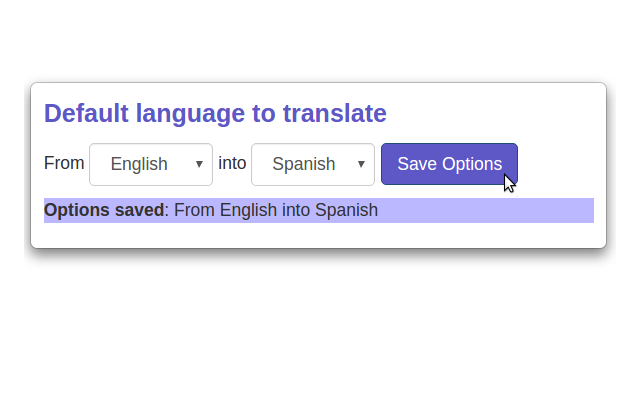 Default language to translate
From English into Spanish Save Options
Options saved: From English into Spanish